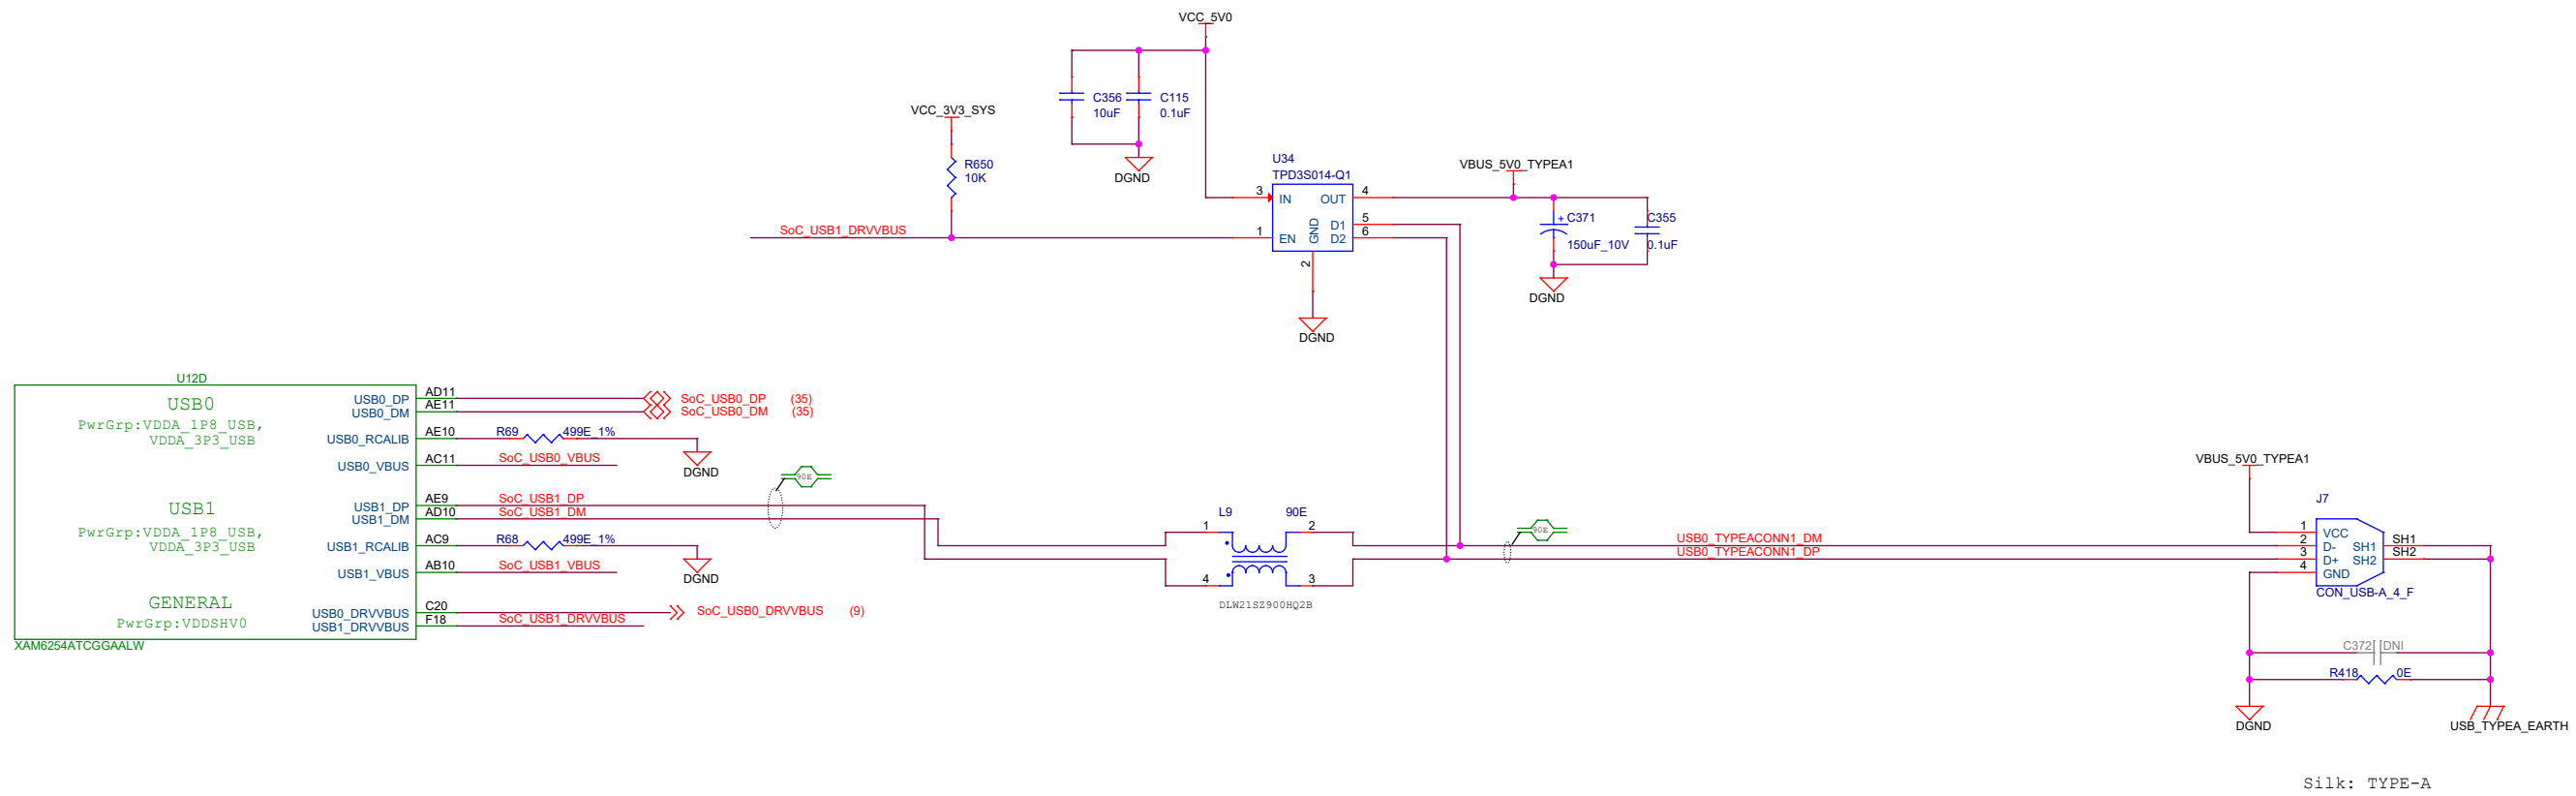 VCC_5V0
C356
10uF
C115
0.1uF
DGND
VCC_3V3_SYS
R650
10K
SoC_USB1_DRVVBUS
U34
TPD3S014-Q1
3
IN
OUT
4
D1
5
1
EN
GND
D2
6
2
DGND
VBUS_5V0_TYPEA1
+
C371
150uF_10V
C355
0.1uF
DGND
U12D
USB0
PwrGrp:VDDA_1P8_USB,
VDDA_3P3_USB
USB0_DP
AD11
SoC_USB0_DP (35)
USB0_DM
AE11
SoC_USB0_DM (35)
USB0_RCALIB
AE10
R69
499E_1%
DGND
USB0_VBUS
AC11
SoC_USB0_VBUS
USB1
PwrGrp:VDDA_1P8_USB,
VDDA_3P3_USB
USB1_DP
AE9
SoC_USB1_DP
USB1_DM
AD10
SoC_USB1_DM
90E
USB1_RCALIB
AC9
R68
499E_1%
DGND
USB1_VBUS
AB10
SoC_USB1_VBUS
GENERAL
PwrGrp:VDDSHV0
USB0_DRVVBUS
C20
SoC_USB0_DRVVBUS (9)
USB1_DRVVBUS
F18
SoC_USB1_DRVVBUS
XAM6254ATCGGAALW
L9
90E
1
2
4
3
DLW21SZ900HQ2B
90E
USB0_TYPEACONN1_DM
USB0_TYPEACONN1_DP
VBUS_5V0_TYPEA1
J7
1
VCC
2
D-
SH1
SH1
3
D+
SH2
SH2
4
GND
CON_USB-A_4_F
C372
DNI
R418
0E
DGND
USB_TYPEA_EARTH
Silk: TYPE-A